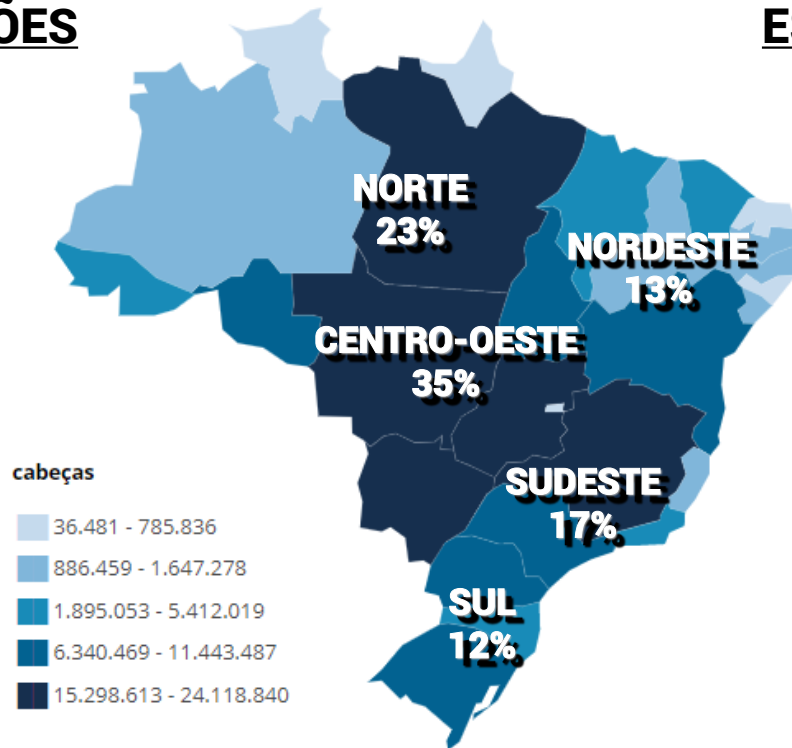 ÕES
NORTE
23%
NORDESTE
13%
CENTRO-OESTE
35%
SUDESTE
17%
SUL
12%
cabeças
36.481 - 785.836
886.459 - 1.647.278
1.895.053 - 5.412.019
6.340.469 - 11.443.487
15.298.613 - 24.118.840